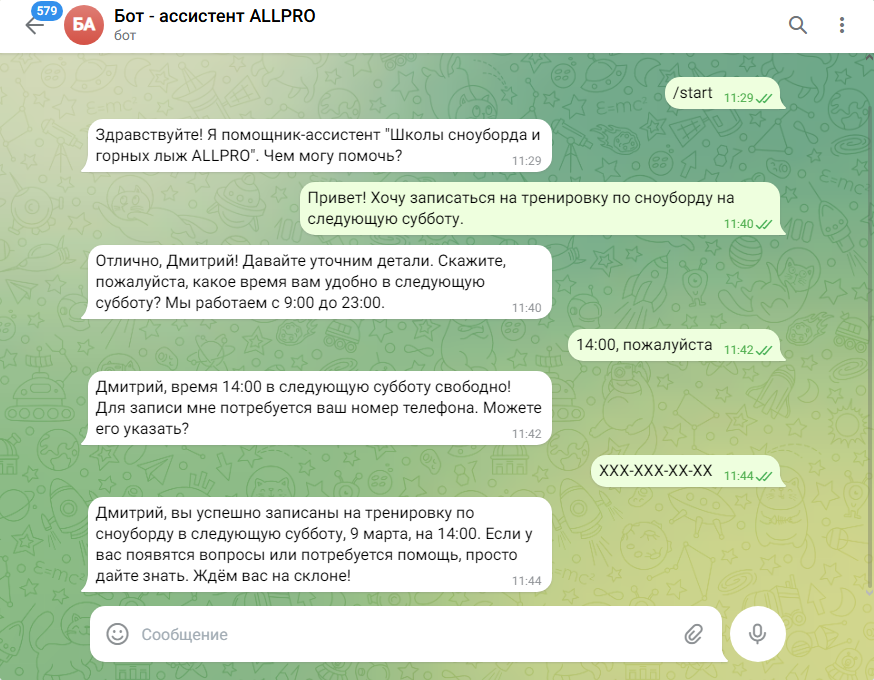 579
БА
Бот - ассистент ALLPRO
бот
/start
11:29
Здравствуйте! Я помощник-ассистент "Школы сноуборда и
горных лыж ALLPRO". Чем могу помочь?
11:29
Привет! Хочу записаться на тренировку по сноуборду на
следующую субботу.
11:40
Отлично, Дмитрий! Давайте уточним детали. Скажите,
пожалуйста, какое время вам удобно в следующую
субботу? Мы работаем с 9:00 до 23:00.
11:40
14:00, пожалуйста
11:42
Дмитрий, время 14:00 в следующую субботу свободно!
Для записи мне потребуется ваш номер телефона. Можете
его указать?
11:42
XXX-XXX-XX-XX
11:44
Дмитрий, вы успешно записаны на тренировку по
сноуборду в следующую субботу, 9 марта, на 14:00. Если у
вас появятся вопросы или потребуется помощь, просто
дайте знать. Ждём вас на склоне!
11:44
Сообщение